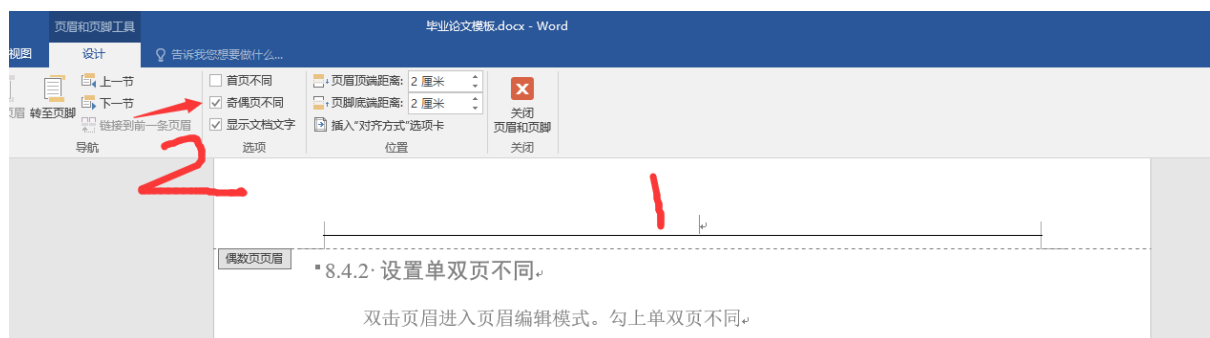 页眉和页脚工具
毕业论文模板.docx - Word
视图 设计 告诉我您想要做什么...
上一节 首页不同 页眉顶端距离: 2 厘米
页眉 转至页脚 下一节 奇偶页不同 页脚底端距离: 2 厘米 关闭
链接到前一条页眉 显示文档文字 插入"对齐方式"选项卡 页眉和页脚
导航 选项 位置 关闭
2
1
偶数页页眉
8.4.2· 设置单双页不同
双击页眉进入页眉编辑模式。勾上单双页不同